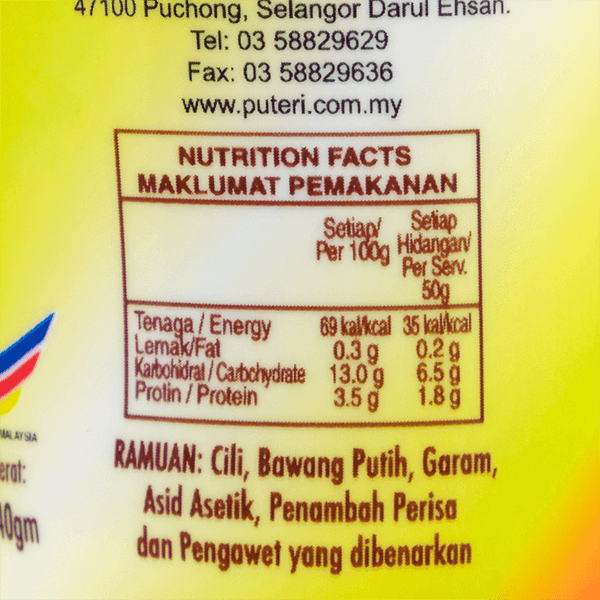 47100 Puchong, Selangor Darul Ehsan.
Tel: 03 58829629
Fax: 03 58829636
www.puteri.com.my
NUTRITION FACTS
MAKLUMAT PEMAKANAN
Setiap/ Per 100g
Setiap Hidangan/ Per Serv. 50g
Tenaga / Energy 69 kal/kcal 35 kal/kcal
Lemak/Fat 0.3 g 0.2 g
Karbohidrat / Carbohydrate 13.0 g 6.5 g
Protin / Protein 3.5 g 1.8 g
MALAYSIA
RAMUAN: Cili, Bawang Putih, Garam,
Asid Asetik, Penambah Perisa
dan Pengawet yang dibenarkan